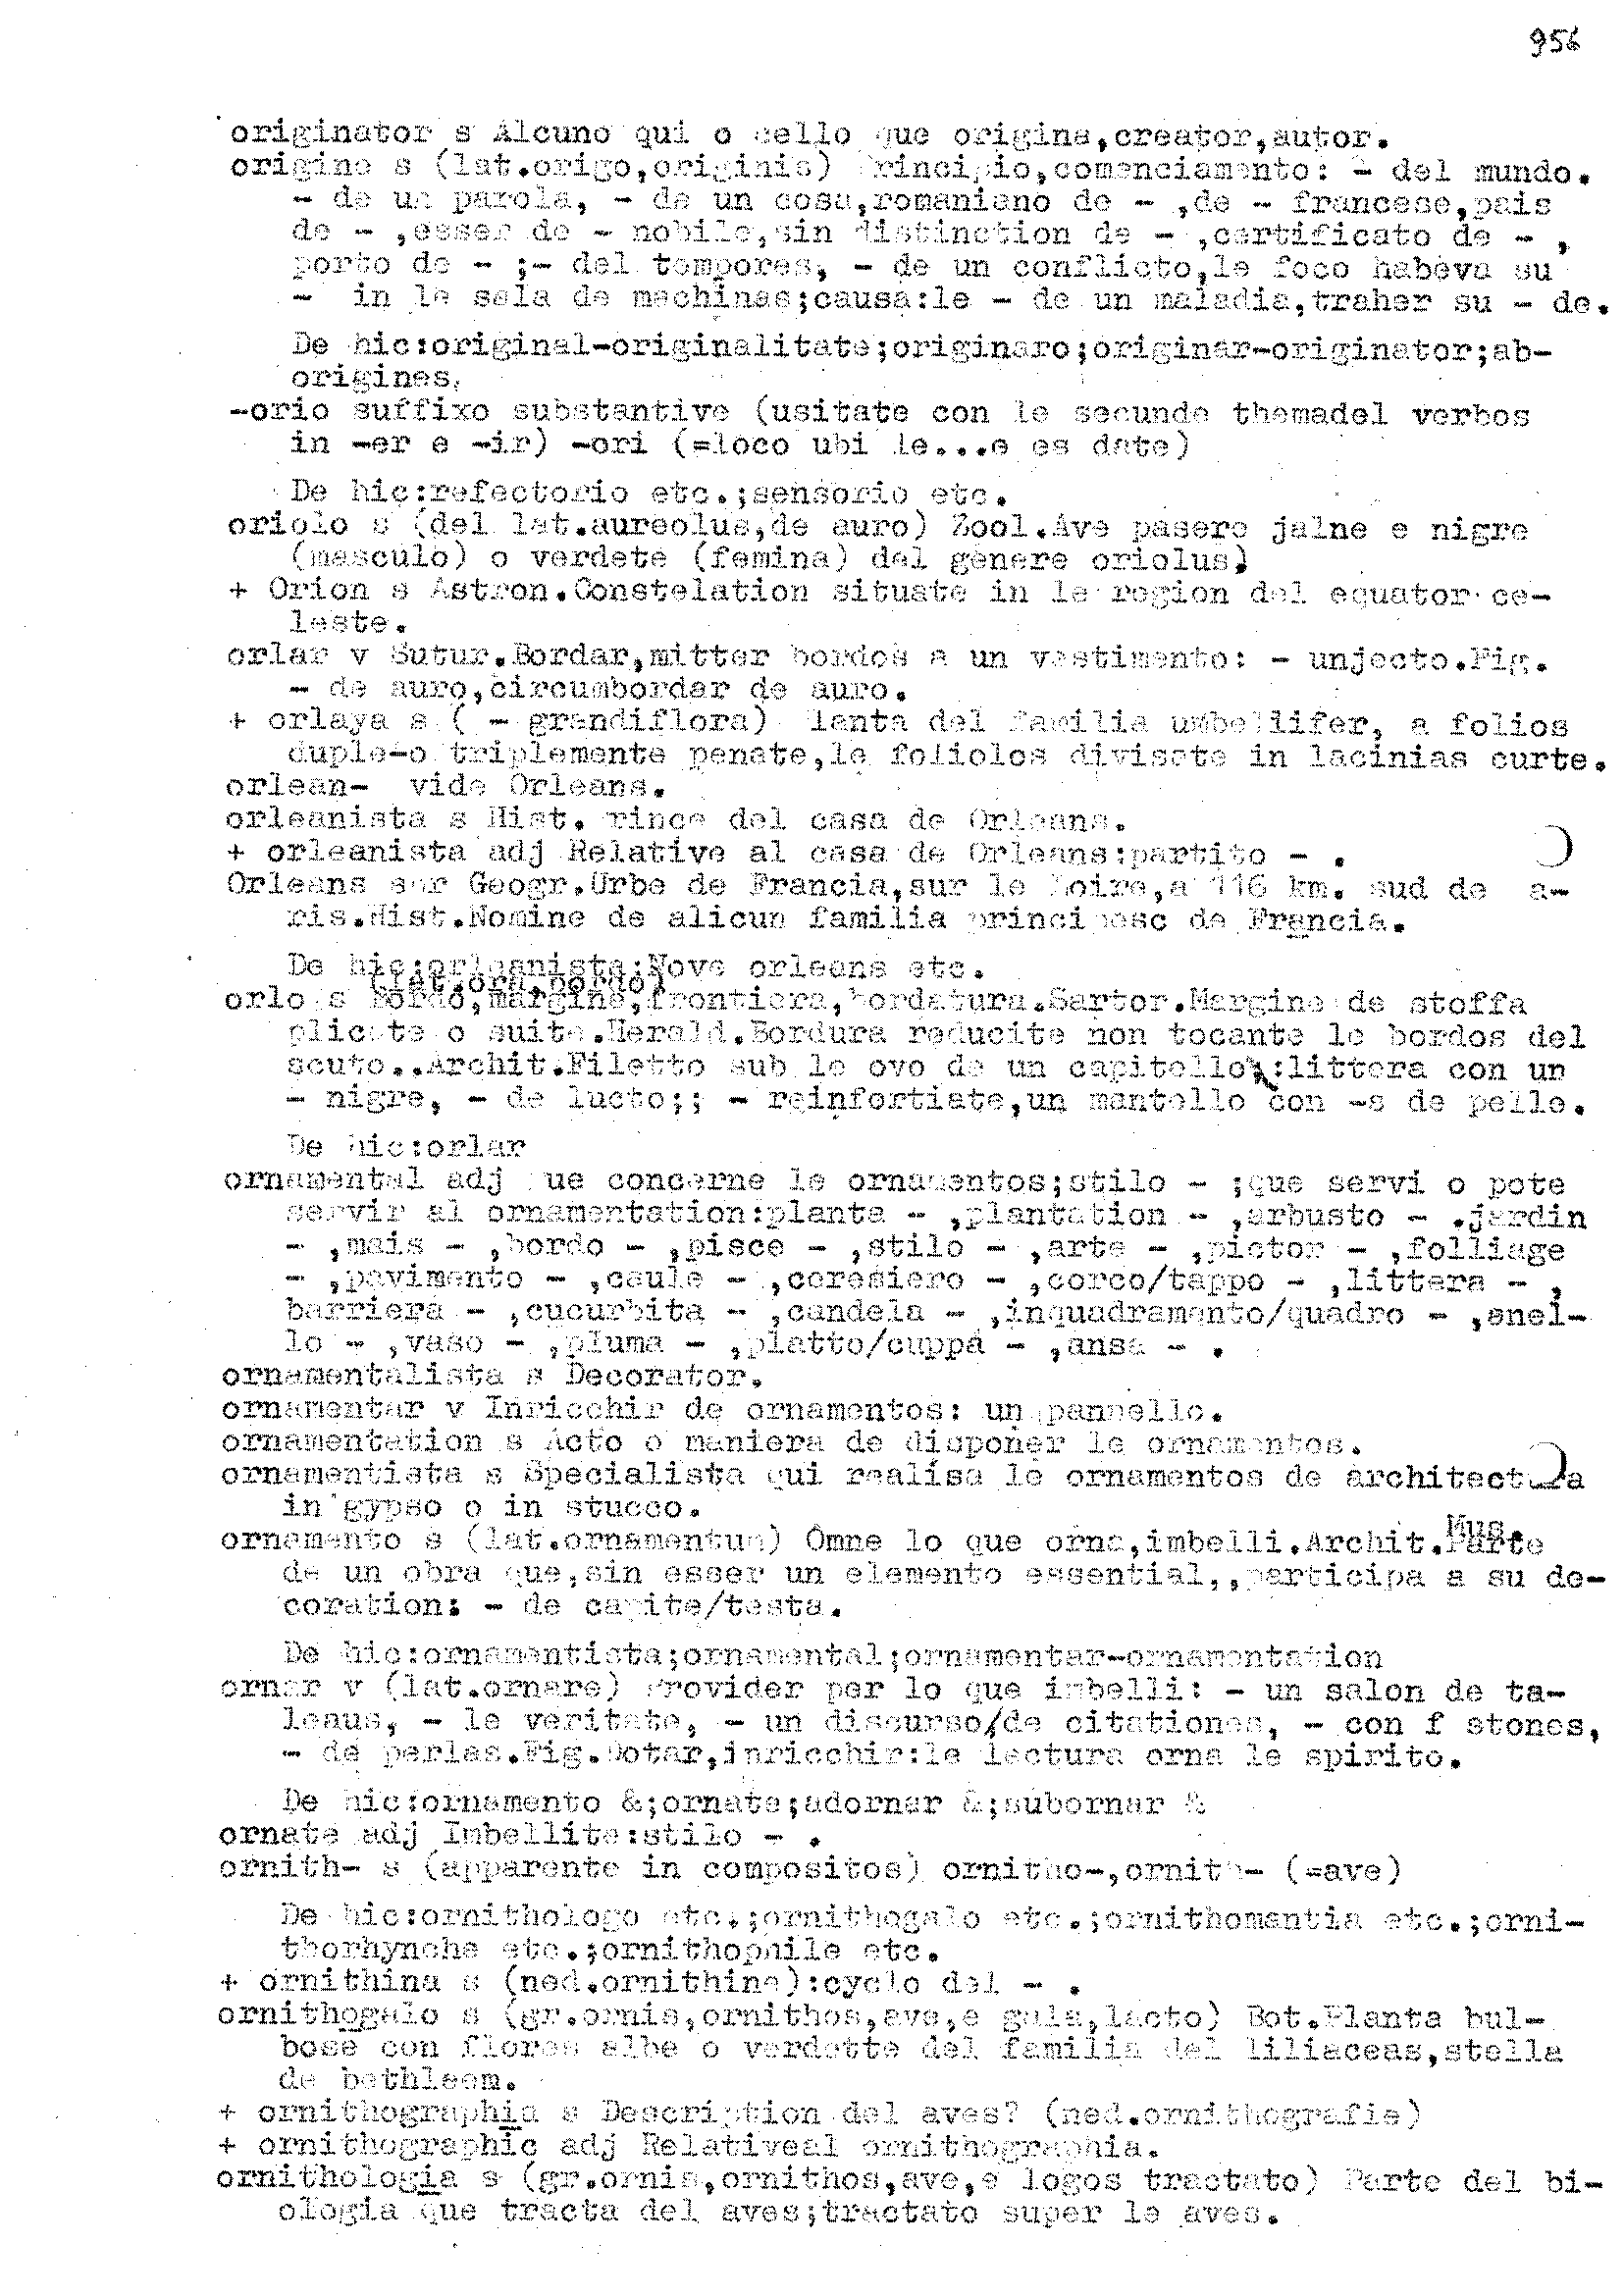 956
originator s Alcuno qui o cello que origina,creator,autor.
origine s (lat.origo,originis) Principio,comenciamento: - del mundo.
- de un parola, - de un cosa,romaniano de - ,de - francese,pais
de - ,esser de - nobile,sin distinction de - ,certificato de - ,
porto de - ;- del tempores, - de un conflicto,le foco habeva su
- in le sala de machinas;causa:le - de un maladia,traher su - de.
De hic:original-originalitate;originaro;originar-originator;ab-
origines.
-orio suffixo substantive (usitate con le secunde themadel verbos
in -er e -ir) -ori (=loco ubi le...e es date)
De hic:refectorio etc.;sensorio etc.
oriolo s (del lat.aureolus,de auro) Zool.Ave pasere jalne e nigre
(masculo) o verdete (femina) del genere oriolus)
+ Orion s Astron.Constelation situate in le region del equator ce-
leste.
orlar v Sutur.Bordar,mitter bordos a un vestimento: - unjecto.Fig.
- de auro,circumbordar de auro.
+ orlaya s ( - grandiflora) lanta del familia umbellifer, a folios
duple-o triplemente penate,le foliolos divisate in lacinias curte.
orlean- vide Orleans.
orleanista s Hist. rince del casa de Orleans.
+ orleanista adj Relative al casa de Orleans:partito - .
Orleans ser Geogr.Urbe de Francia,sur le Loire,a 116 km. sud de a-
ris.Hist.Nomine de alicun familia principesc de Francia.
De hic:orleanista;Nove orleans etc.
(lat.ora,bordo)
orlo s Bordo,margine,frontiera,bordatura.Sartor.Margine de stoffa
plicate o suite.Herald.Bordura reducite non tocante le bordos del
scuto..Archit.Filetto sub le ovo de un capitello:littera con un
- nigre, - de lucto;; - reinfortiate,un mantello con -s de pelle.
De hic:orlar
ornamental adj ue concerne le ornamentos;stilo - ;que servi o pote
servir al ornamentation:planta - ,plantation - ,arbusto - .jardin
- ,mais - ,bordo - ,pisce - ,stilo - ,arte - ,pictor - ,folliage
- ,pavimento - ,caule - ,ceresiero - ,corco/tappo - ,littera - ,
barriera - ,cucurbita - ,candela - ,inquadramento/quadro - ,anel-
lo - ,vaso - ,pluma - ,platto/cuppa - ,ansa - .
ornamentalista s Decorator.
ornamentar v Inricchir de ornamentos: un pannello.
ornamentation s Acto o maniera de disponer le ornamentos.
ornamentista s Specialista qui realisa le ornamentos de architectura
in gypso o in stucco.
Mus.
ornamento s (lat.ornamentum) Omne lo que orna,imbelli.Archit.Parte
de un obra que,sin esser un elemento essential,,participa a su de-
coration: - de capite/testa.
De hic:ornamentista;ornamental;ornamentar-ornamentation
ornar v (lat.ornare) Provider per lo que imbelli: - un salon de ta-
leaus, - le veritate, - un discurso/de citationes, - con f stones,
- de perlas.Fig.Dotar,inricchir:le lectura orna le spirito.
De hic:ornamento &;ornate;adornar &;subornar &
ornate adj Imbellite:stilo - .
ornith- s (apparente in compositos) ornitho-,ornith- (=ave)
De hic:ornithologo etc.;ornithogalo etc.;ornithomantia etc.;orni-
thorhynche etc.;ornithophile etc.
+ ornithina s (ned.ornithine):cyclo del - .
ornithogalo s (gr.ornis,ornithos,ave,e gala,lacto) Bot.Planta bul-
bose con flores albe o verdette del familia del liliaceas,stella
de bethleem.
+ ornithographia s Description del aves? (ned.ornithografie)
+ ornithographic adj Relativeal ornithographia.
ornithologia s (gr.ornis,ornithos,ave,e logos tractato) Parte del bi-
ologia que tracta del aves;tractato super le aves.